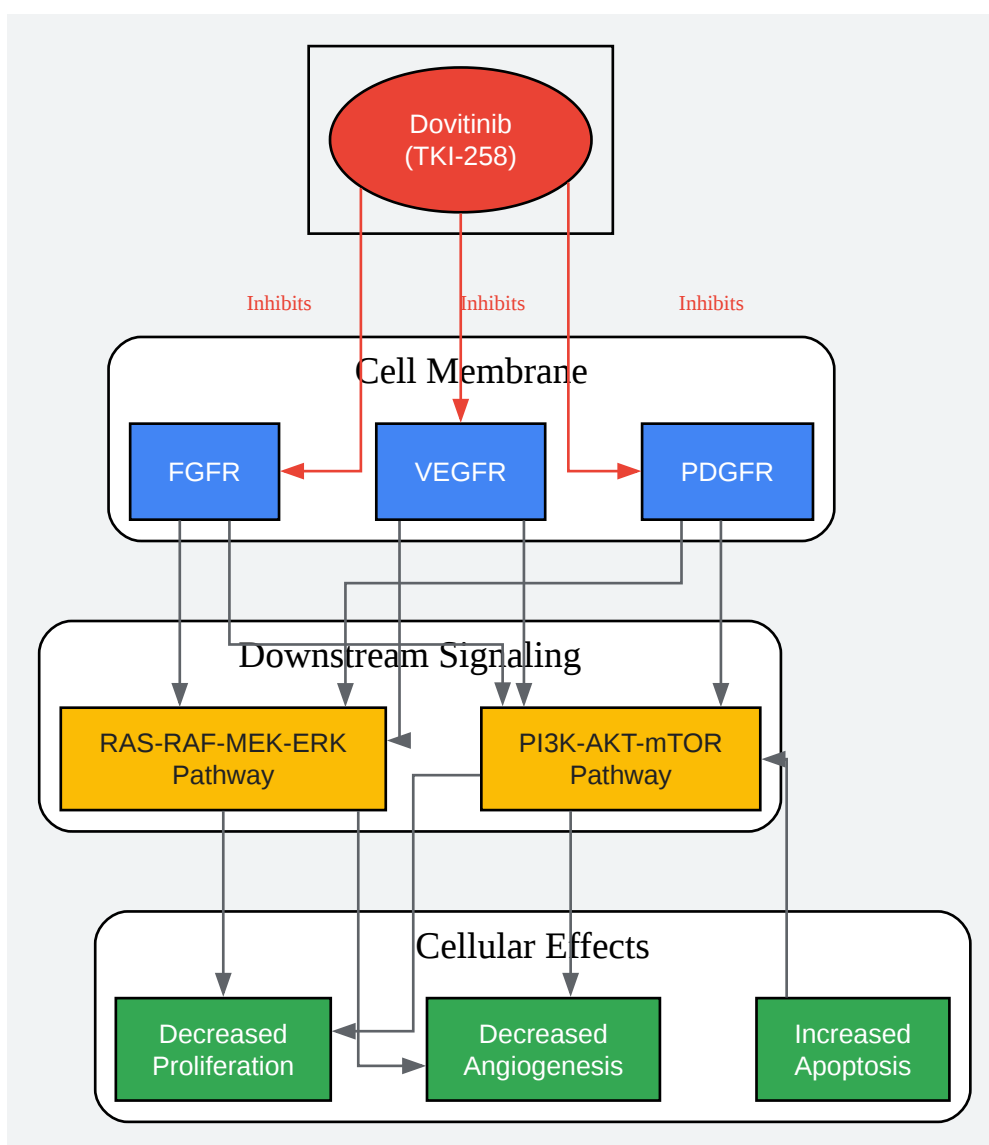 Dovitinib
(TKI-258)
Inhibits
Inhibits
Inhibits
Cell Membrane
FGFR
VEGFR
PDGFR
Downstream Signaling
RAS-RAF-MEK-ERK
Pathway
PI3K-AKT-mTOR
Pathway
Cellular Effects
Decreased
Proliferation
Decreased
Angiogenesis
Increased
Apoptosis